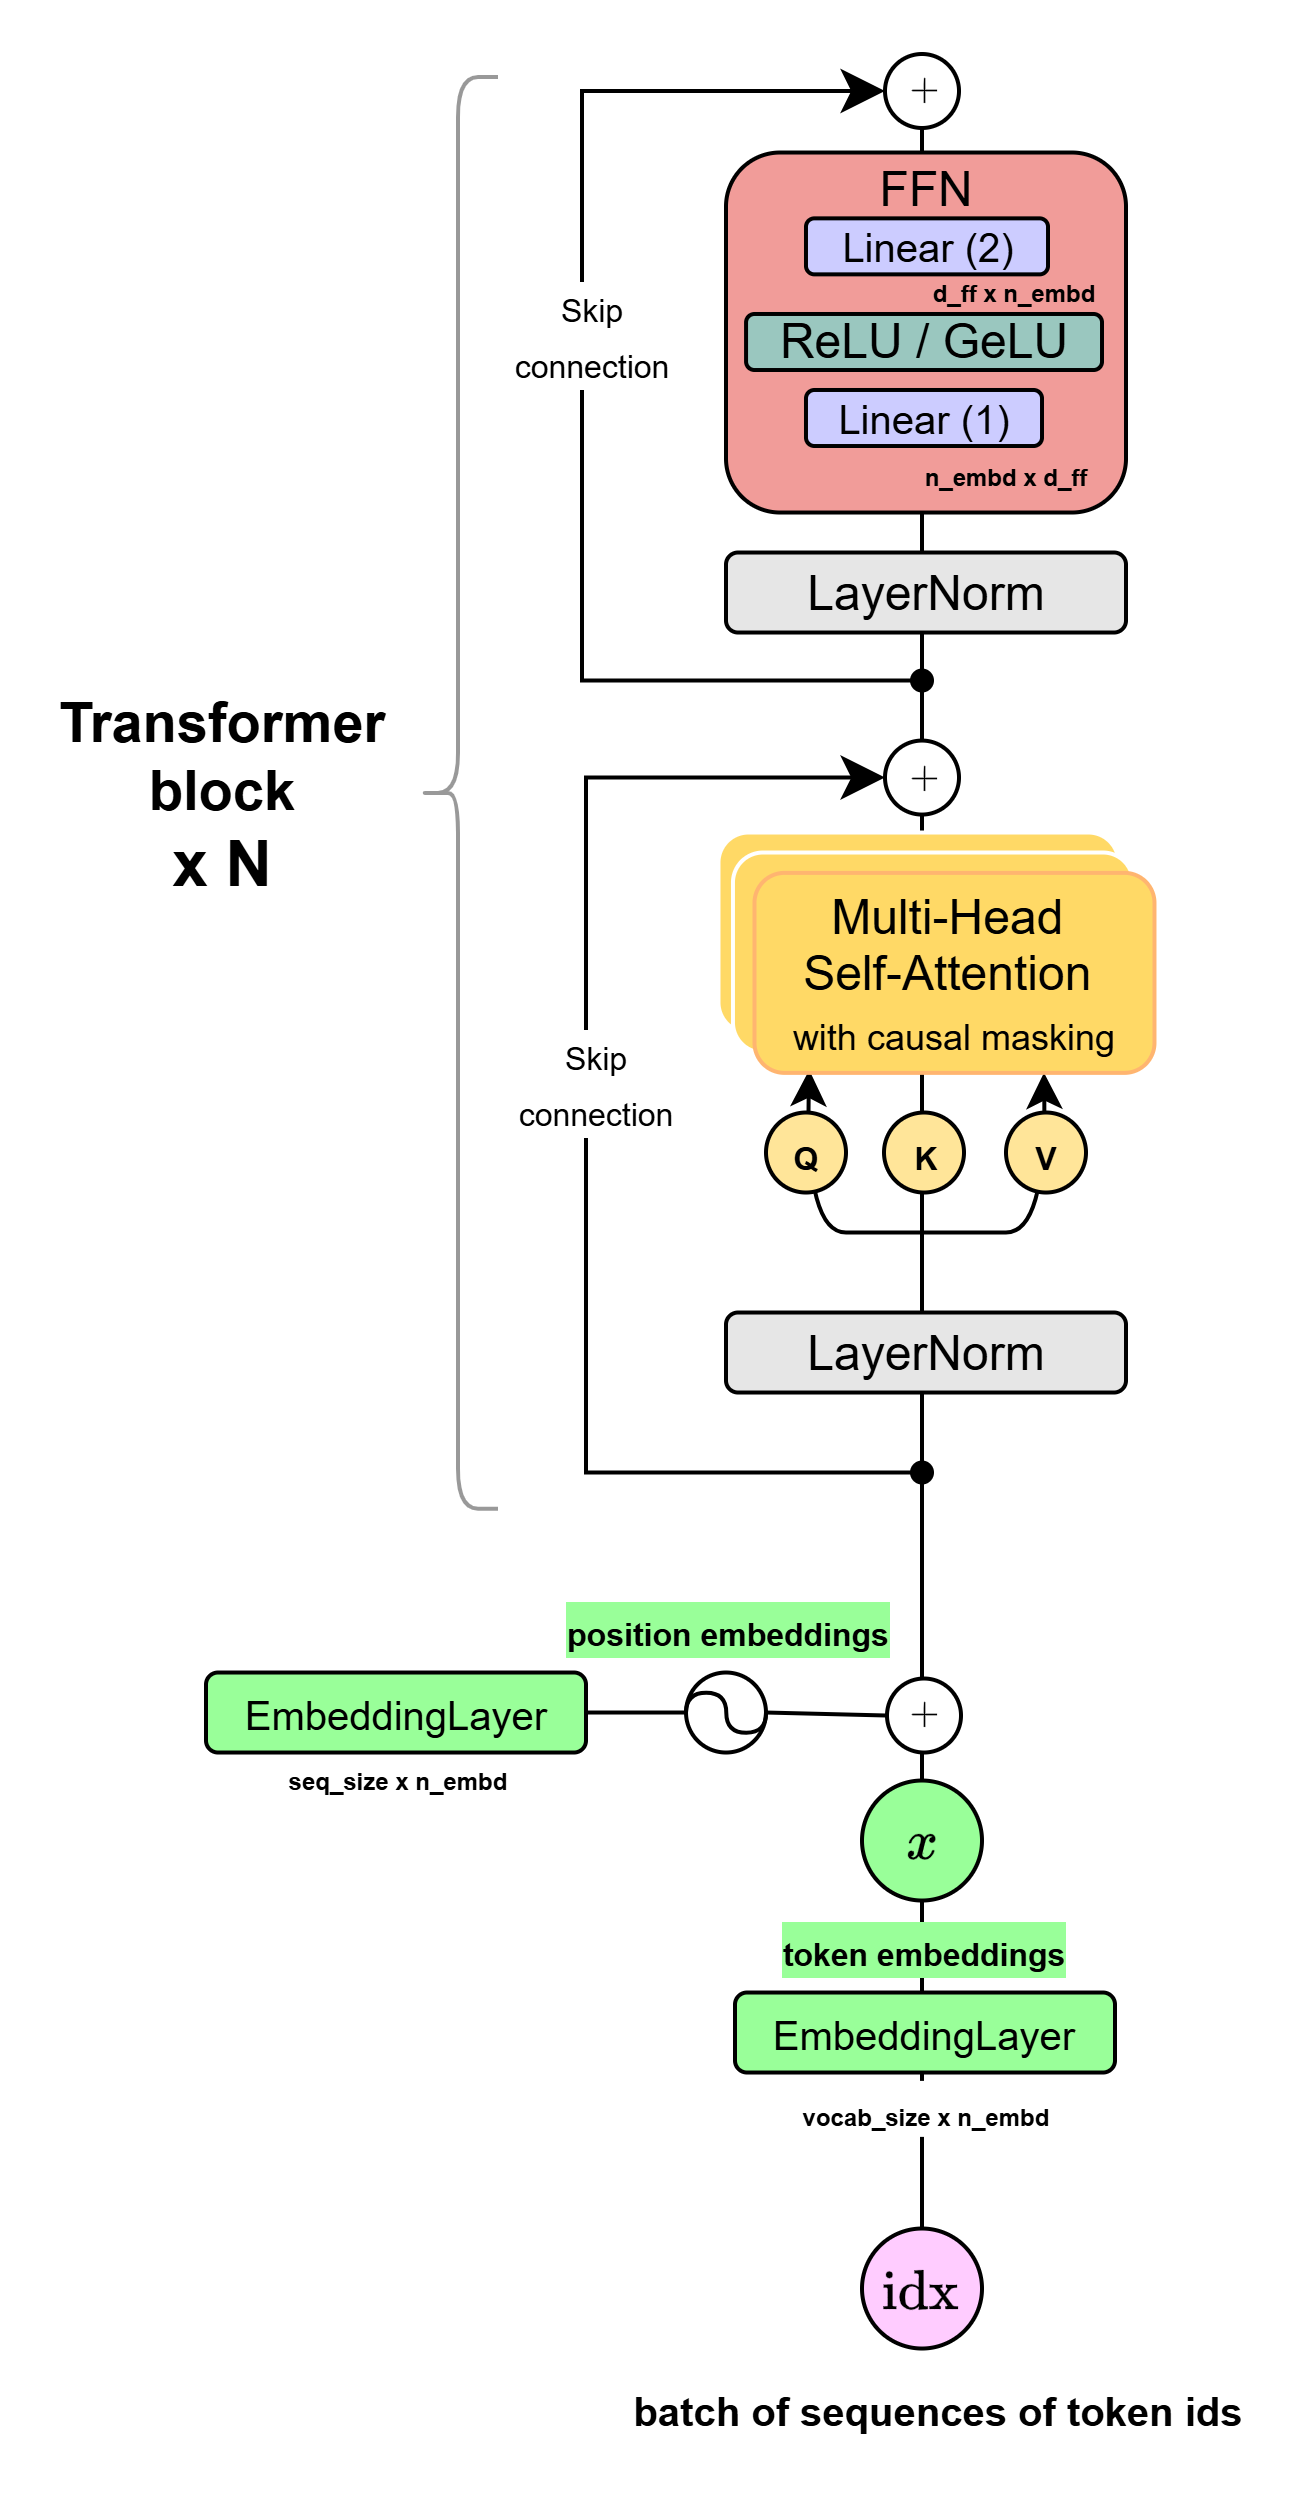 +
FFN
Linear (2)
d_ff x n_embd
ReLU / GeLU
Linear (1)
n_embd x d_ff
Skip
connection
LayerNorm
Transformer
block
x N
+
Multi-Head
Self-Attention
with causal masking
Skip
connection
Q K V
LayerNorm
position embeddings
EmbeddingLayer
+
seq_size x n_embd
x
token embeddings
EmbeddingLayer
vocab_size x n_embd
idx
batch of sequences of token ids